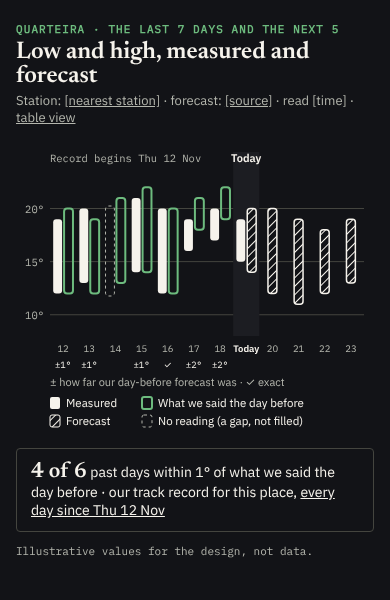 QUARTEIRA · THE LAST 7 DAYS AND THE NEXT 5
Low and high, measured and
forecast
Station: [nearest station] · forecast: [source] · read [time] ·
table view
Record begins Thu 12 Nov
Today
20°
15°
10°
12 13 14 15 16 17 18 Today 20 21 22 23
±1° ±1° ±1° ✓ ±2° ±2°
± how far our day-before forecast was · ✓ exact
Measured
What we said the day before
Forecast
No reading (a gap, not filled)
4 of 6 past days within 1° of what we said the
day before · our track record for this place, every
day since Thu 12 Nov
Illustrative values for the design, not data.